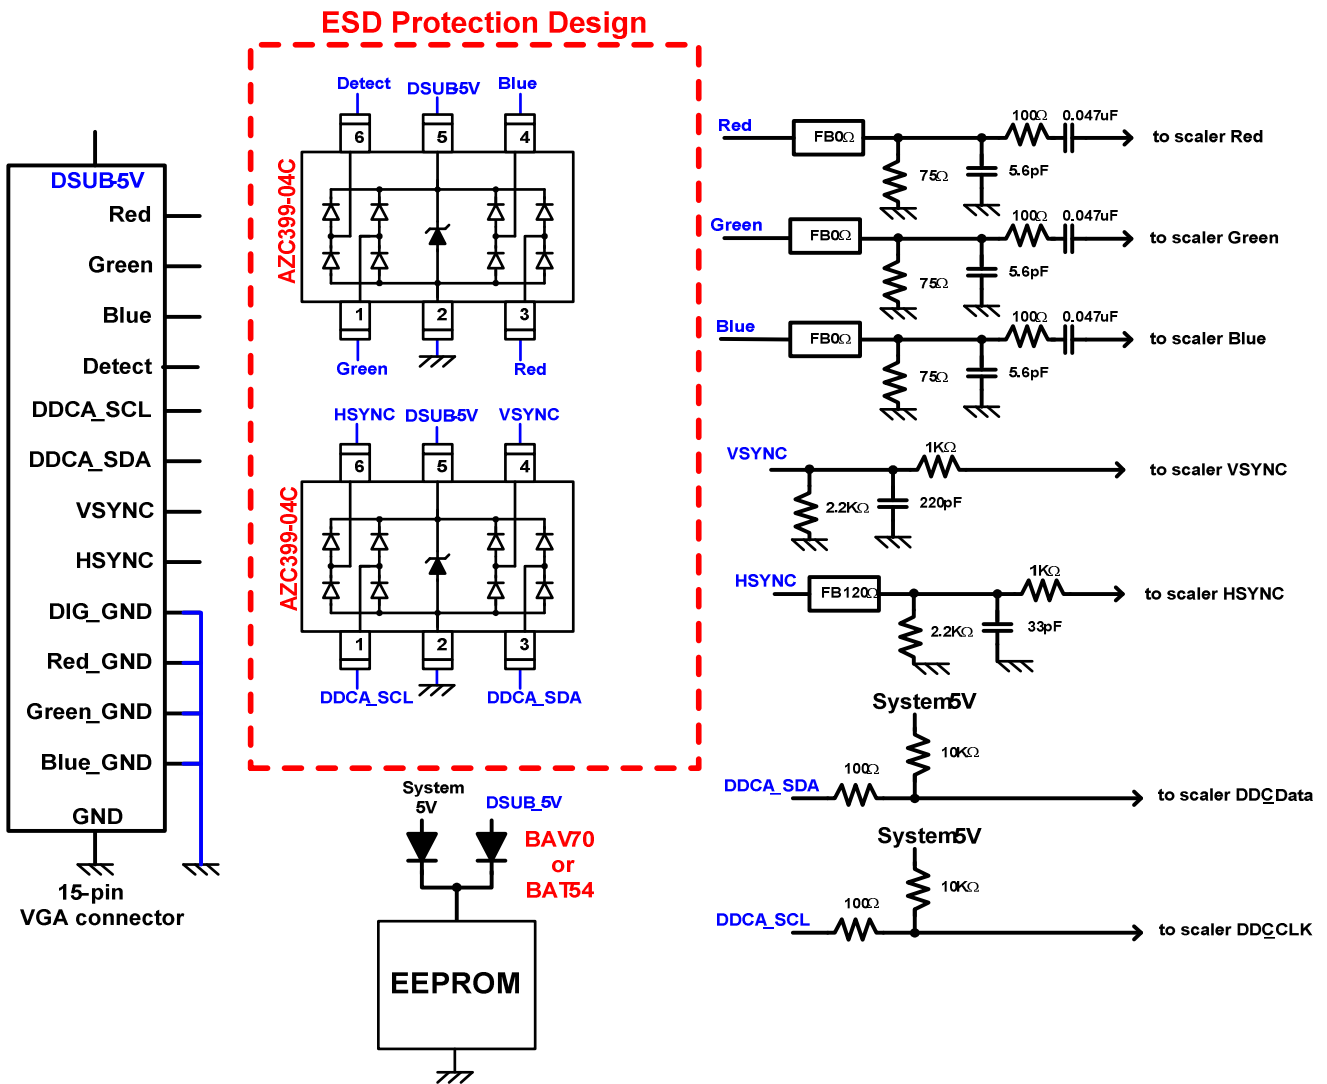 ESD Protection Design
DSUB-5V
Red
Green
Blue
Detect
DDCA_SCL
DDCA_SDA
VSYNC
HSYNC
DIG_GND
Red_GND
Green_GND
Blue_GND
GND
15-pin
VGA connector
Detect
DSUB-5V
Blue
6
5
4
AZC399-04C
1
2
3
Green
Red
HSYNC
DSUB-5V
VSYNC
6
5
4
AZC399-04C
1
2
3
DDCA_SCL
DDCA_SDA
System
5V
DSUB_5V
BAV70
or
BAT54
EEPROM
Red
FB0Ω
75Ω
5.6pF
100Ω
0.047uF
to scaler Red
Green
FB0Ω
75Ω
5.6pF
100Ω
0.047uF
to scaler Green
Blue
FB0Ω
75Ω
5.6pF
100Ω
0.047uF
to scaler Blue
VSYNC
2.2KΩ
220pF
1KΩ
to scaler VSYNC
HSYNC
FB120Ω
2.2KΩ
33pF
1KΩ
to scaler HSYNC
System5V
10KΩ
DDCA_SDA
100Ω
to scaler DDCData
System5V
10KΩ
DDCA_SCL
100Ω
to scaler DDCCLK